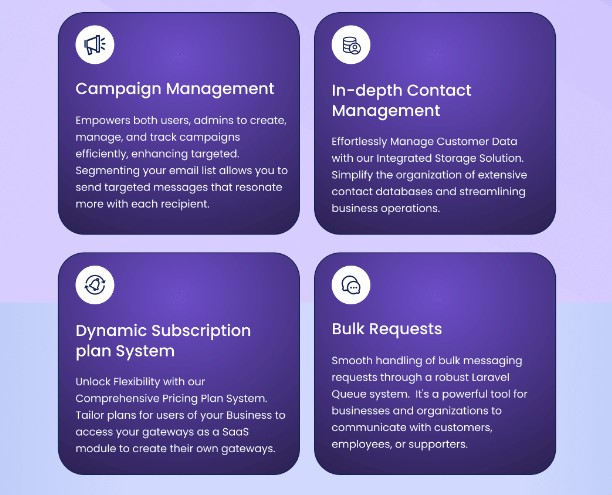 Campaign Management
Empowers both users, admins to create,
manage, and track campaigns
efficiently, enhancing targeted.
Segmenting your email list allows you to
send targeted messages that resonate
more with each recipient.
In-depth Contact
Management
Effortlessly Manage Customer Data
with our Integrated Storage Solution.
Simplify the organization of extensive
contact databases and streamlining
business operations.
Dynamic Subscription
plan System
Unlock Flexibility with our
Comprehensive Pricing Plan System.
Tailor plans for users of your Business to
access your gateways as a SaaS
module to create their own gateways.
Bulk Requests
Smooth handling of bulk messaging
requests through a robust Laravel
Queue system. It's a powerful tool for
businesses and organizations to
communicate with customers,
employees, or supporters.